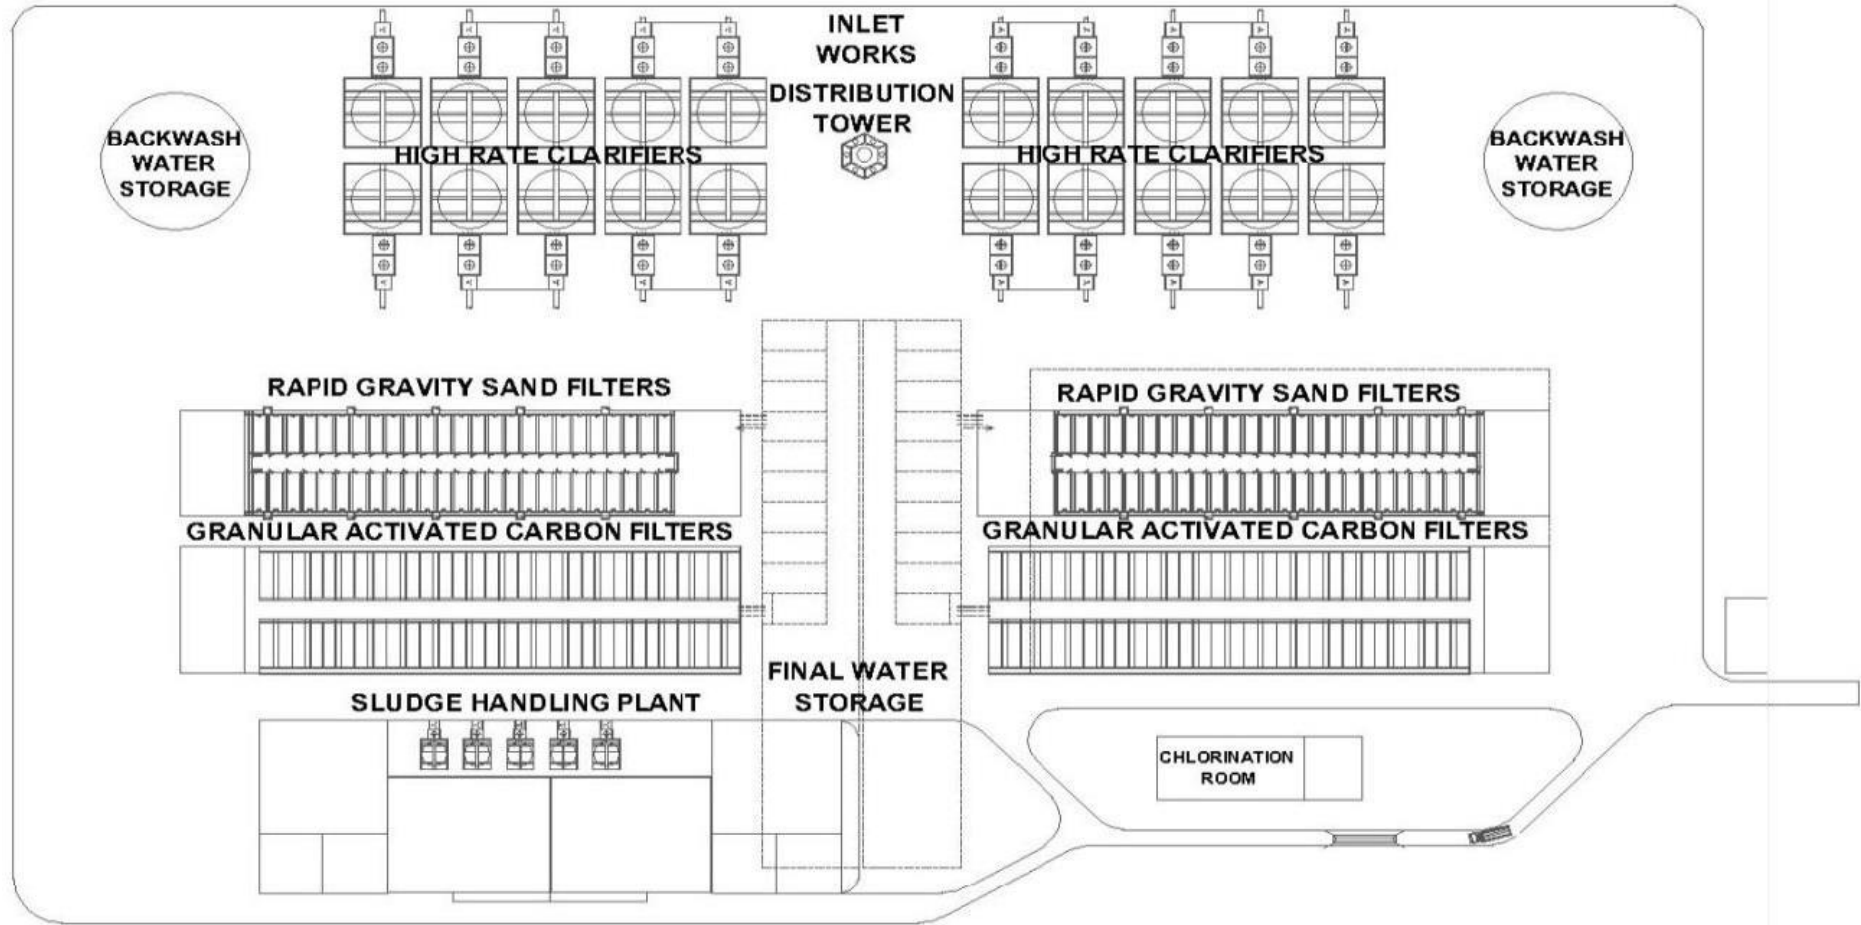 INLET
WORKS
DISTRIBUTION
TOWER
BACKWASH
WATER
STORAGE
HIGH RATE CLARIFIERS
HIGH RATE CLARIFIERS
BACKWASH
WATER
STORAGE
RAPID GRAVITY SAND FILTERS
RAPID GRAVITY SAND FILTERS
GRANULAR ACTIVATED CARBON FILTERS
GRANULAR ACTIVATED CARBON FILTERS
FINAL WATER
STORAGE
SLUDGE HANDLING PLANT
CHLORINATION
ROOM